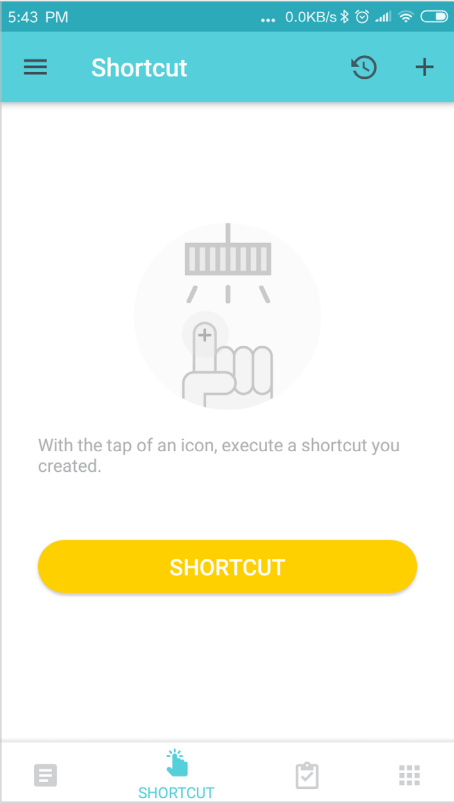 5:43 PM
... 0.0KB/s
Shortcut
With the tap of an icon, execute a shortcut you
created.
SHORTCUT
SHORTCUT